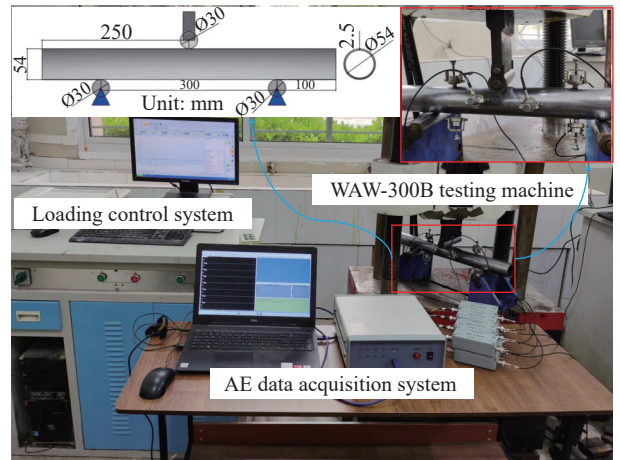 250
Ø30
54
2.5
Ø54
Ø30
300
Ø30
100
Unit: mm
WAW-300B testing machine
Loading control system
AE data acquisition system